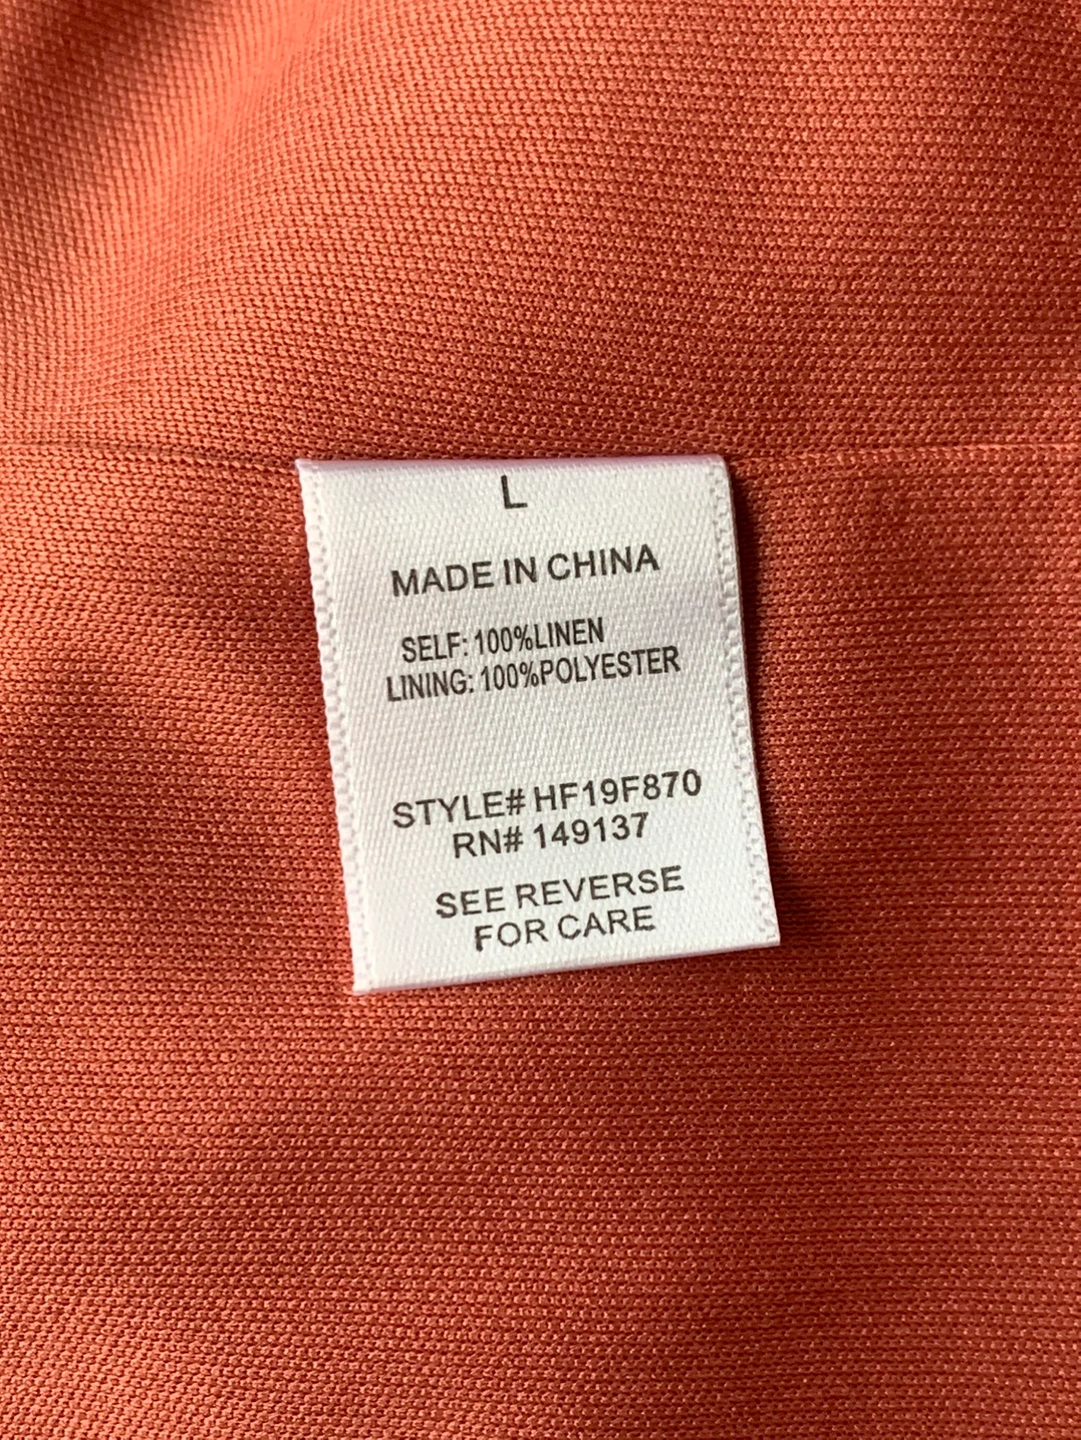 L
MADE IN CHINA
SELF: 100%LINEN
LINING: 100%POLYESTER
STYLE# HF19F870
RN# 149137
SEE REVERSE
FOR CARE